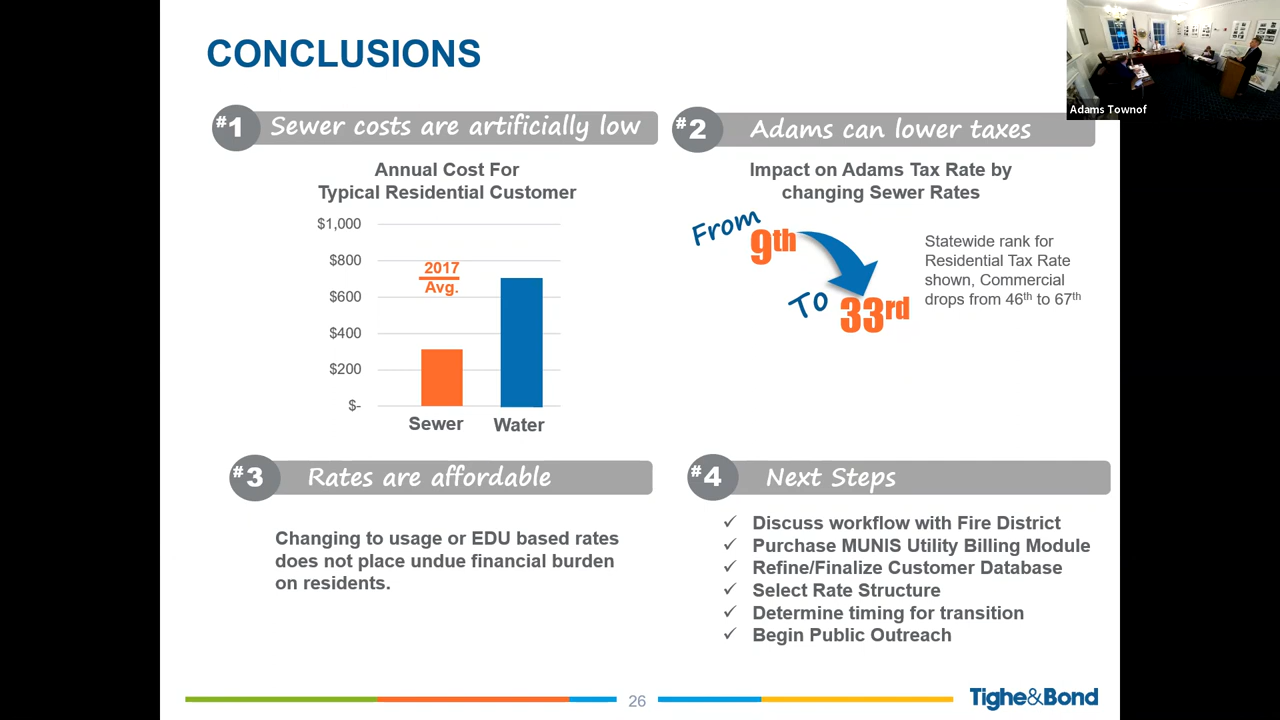 CONCLUSIONS
Adams Townof
#1 Sewer costs are artificially low
Annual Cost For
Typical Residential Customer
$1,000
$800
$600
$400
$200
$-
2017
Avg.
Sewer
Water
#2 Adams can lower taxes
Impact on Adams Tax Rate by
changing Sewer Rates
From
9th
To
33rd
Statewide rank for
Residential Tax Rate
shown, Commercial
drops from 46th to 67th
#3 Rates are affordable
Changing to usage or EDU based rates
does not place undue financial burden
on residents.
#4 Next Steps
✓ Discuss workflow with Fire District
✓ Purchase MUNIS Utility Billing Module
✓ Refine/Finalize Customer Database
✓ Select Rate Structure
✓ Determine timing for transition
✓ Begin Public Outreach
26
Tighe&Bond